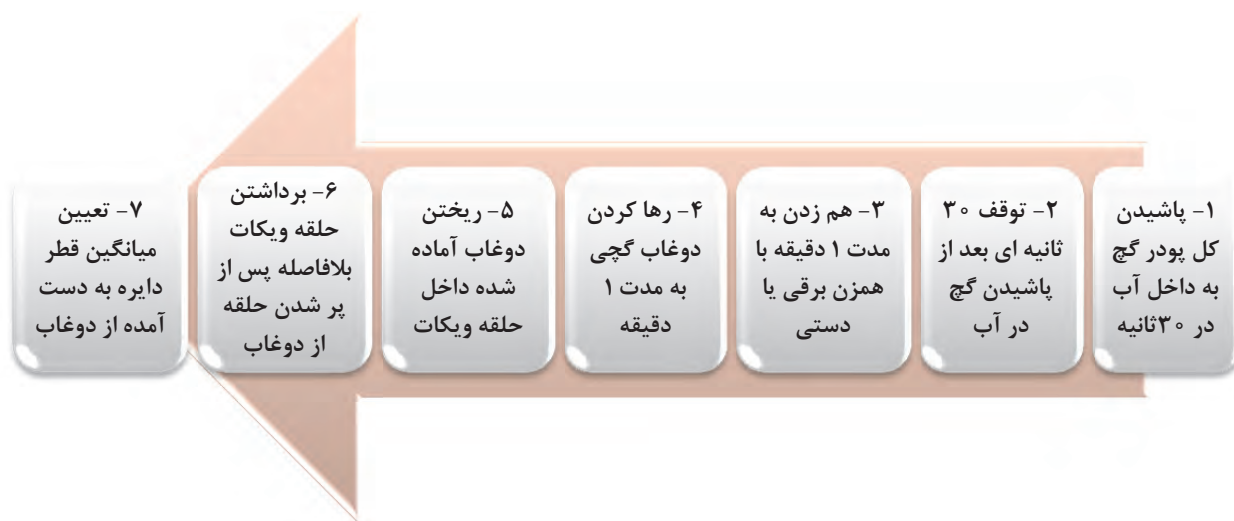 ۱- پاشیدن
کل پودر گچ
به داخل آب
در ۳۰ثانیه
۲- توقف ۳۰
ثانیه ای بعد از
پاشیدن گچ
در آب
۳- هم زدن به
مدت ۱ دقیقه با
همزن برقی یا
دستی
۴- رها کردن
دوغاب گچی
به مدت ۱
دقیقه
۵- ریختن
دوغاب آماده
شده داخل
حلقه ویکات
۶- برداشتن
حلقه ویکات
بلافاصله پس از
پر شدن حلقه
از دوغاب
۷- تعیین
میانگین قطر
دایره به دست
آمده از دوغاب